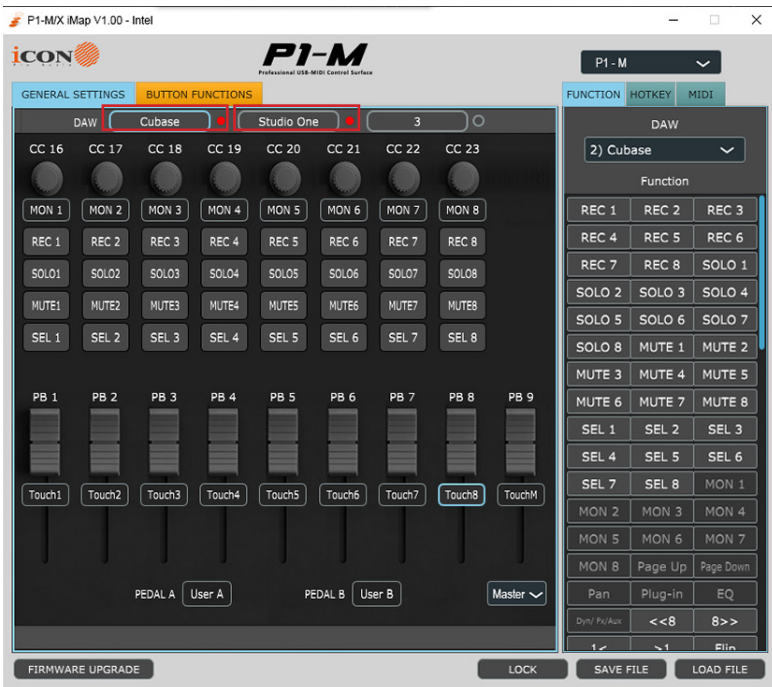 P1-M/X iMap V1.00 - Intel
iCON
Pro Audio
P1-M
Professional USB-MIDI Control Surface
P1 - M
GENERAL SETTINGS BUTTON FUNCTIONS
FUNCTION HOTKEY MIDI
DAW Cubase Studio One 3
CC 16 CC 17 CC 18 CC 19 CC 20 CC 21 CC 22 CC 23
MON 1 MON 2 MON 3 MON 4 MON 5 MON 6 MON 7 MON 8
REC 1 REC 2 REC 3 REC 4 REC 5 REC 6 REC 7 REC 8
SOLO1 SOLO2 SOLO3 SOLO4 SOLO5 SOLO6 SOLO7 SOLO8
MUTE1 MUTE2 MUTE3 MUTE4 MUTE5 MUTE6 MUTE7 MUTE8
SEL 1 SEL 2 SEL 3 SEL 4 SEL 5 SEL 6 SEL 7 SEL 8
PB 1 PB 2 PB 3 PB 4 PB 5 PB 6 PB 7 PB 8 PB 9
Touch1 Touch2 Touch3 Touch4 Touch5 Touch6 Touch7 Touch8 TouchM
PEDAL A User A PEDAL B User B Master
DAW
2) Cubase
Function
REC 1 REC 2 REC 3
REC 4 REC 5 REC 6
REC 7 REC 8 SOLO 1
SOLO 2 SOLO 3 SOLO 4
SOLO 5 SOLO 6 SOLO 7
SOLO 8 MUTE 1 MUTE 2
MUTE 3 MUTE 4 MUTE 5
MUTE 6 MUTE 7 MUTE 8
SEL 1 SEL 2 SEL 3
SEL 4 SEL 5 SEL 6
SEL 7 SEL 8 MON 1
MON 2 MON 3 MON 4
MON 5 MON 6 MON 7
MON 8 Page Up Page Down
Pan Plug-in EQ
Dyn/ Fx/Aux <<8 8>>
1< >1 Flip
FIRMWARE UPGRADE LOCK SAVE FILE LOAD FILE